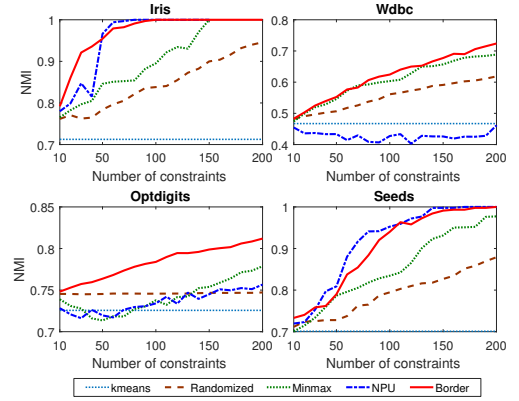 Iris
Wdbc
NMI
1
0.9
0.8
0.7
10 50 100 150 200
Number of constraints
0.8
0.7
0.6
0.5
0.4
10 50 100 150 200
Number of constraints
Optdigits
Seeds
NMI
0.85
0.8
0.75
0.7
10 50 100 150 200
Number of constraints
1
0.9
0.8
0.7
10 50 100 150 200
Number of constraints
kmeans Randomized Minmax NPU Border